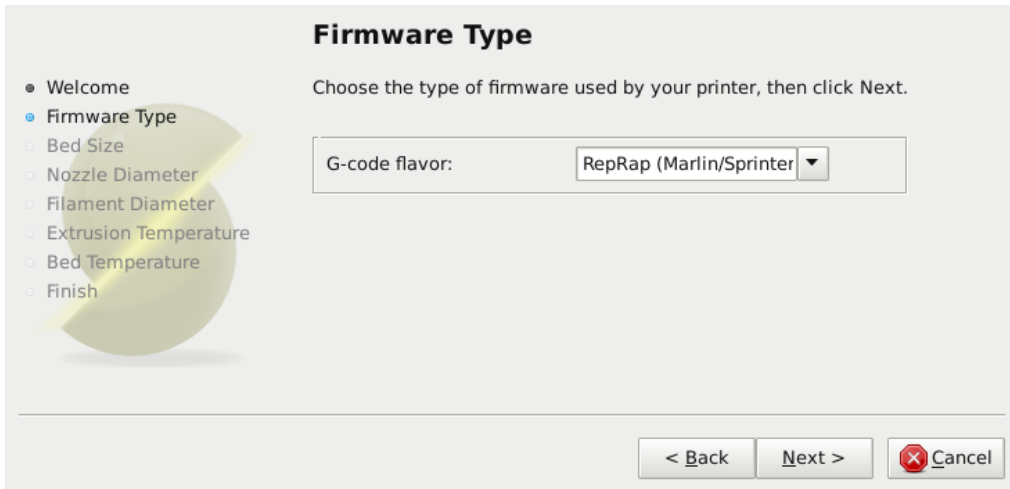 Firmware Type
Welcome
Firmware Type
Bed Size
Nozzle Diameter
Filament Diameter
Extrusion Temperature
Bed Temperature
Finish
Choose the type of firmware used by your printer, then click Next.
G-code flavor: RepRap (Marlin/Sprinter
< Back Next > Cancel